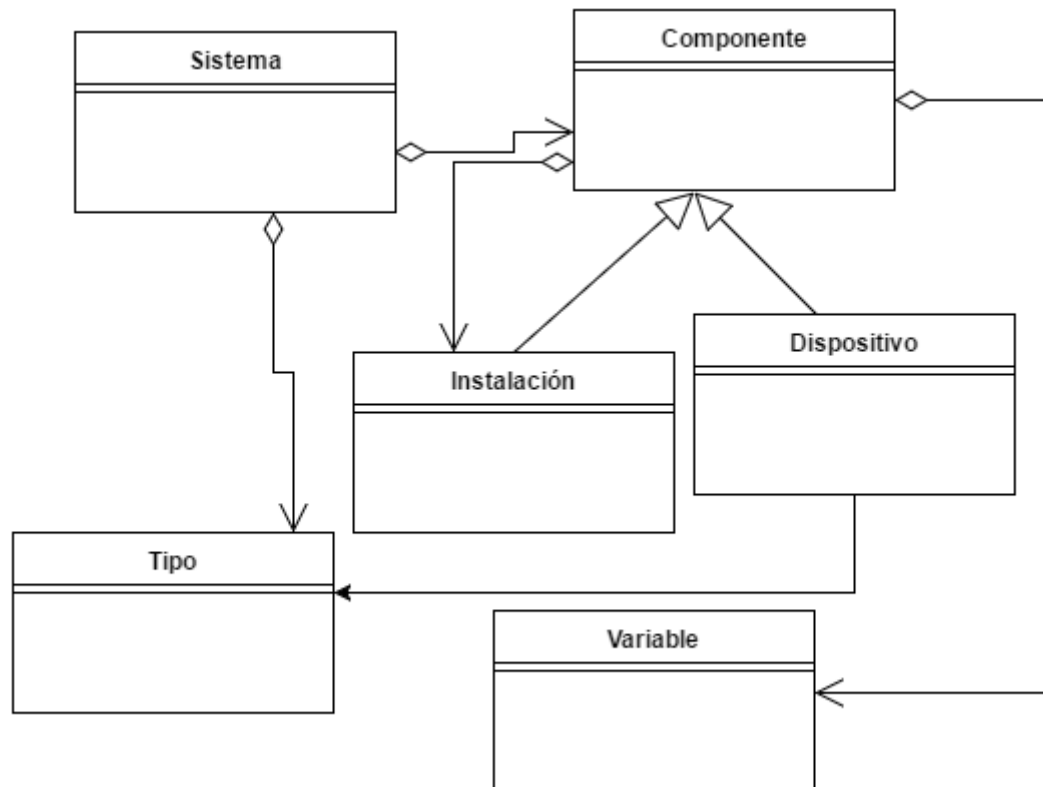 Sistema
Componente
Instalación
Dispositivo
Tipo
Variable